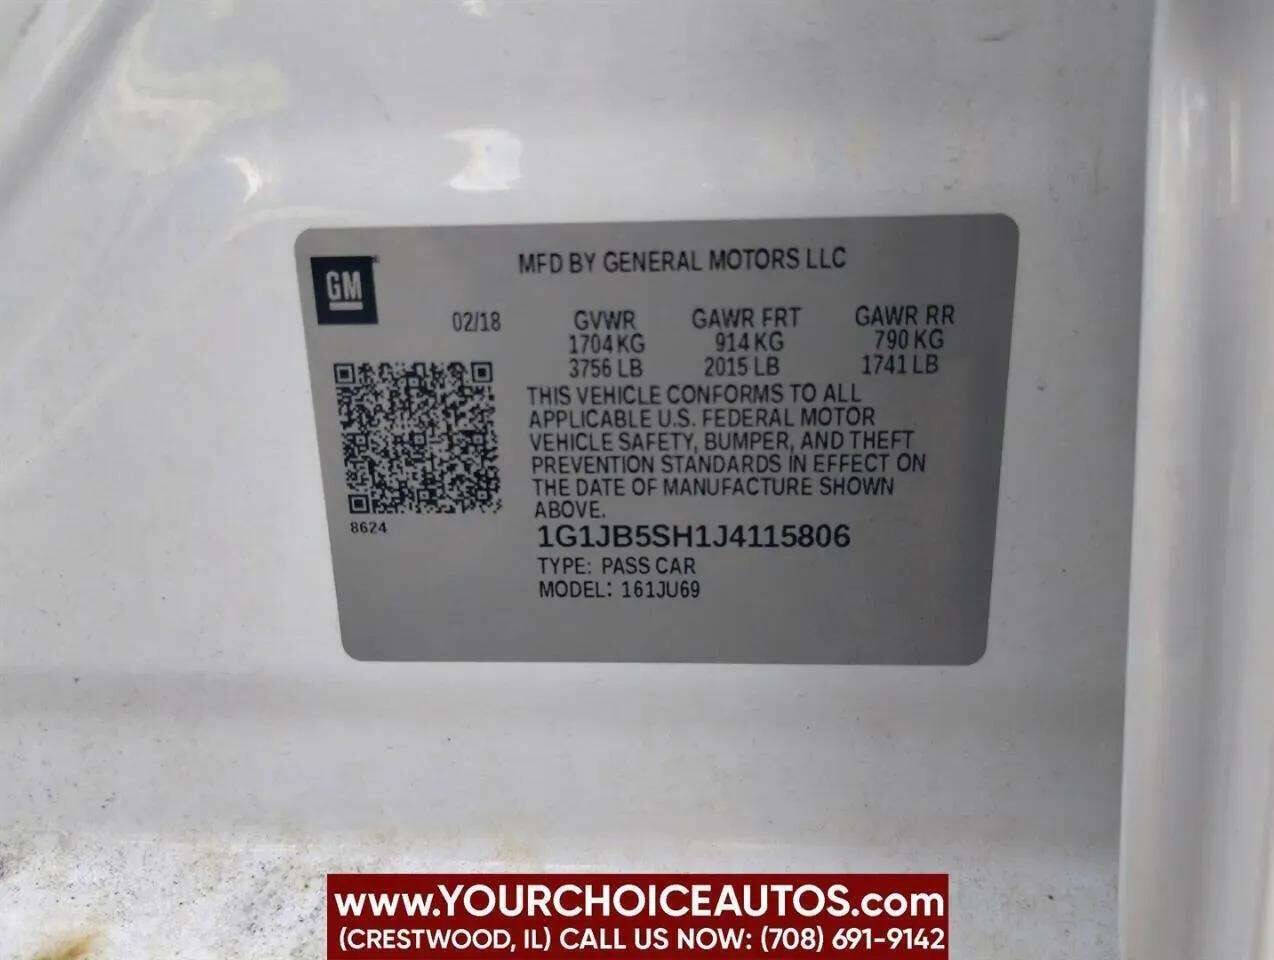 GM
MFD BY GENERAL MOTORS LLC
02/18 GVWR GAWR FRT GAWR RR
1704 KG 914 KG 790 KG
3756 LB 2015 LB 1741 LB
THIS VEHICLE CONFORMS TO ALL
APPLICABLE U.S. FEDERAL MOTOR
VEHICLE SAFETY, BUMPER, AND THEFT
PREVENTION STANDARDS IN EFFECT ON
THE DATE OF MANUFACTURE SHOWN
ABOVE.
8624
1G1JB5SH1J4115806
TYPE: PASS CAR
MODEL: 161JU69
www.YOURCHOICEAUTOS.com
(CRESTWOOD, IL) CALL US NOW: (708) 691-9142